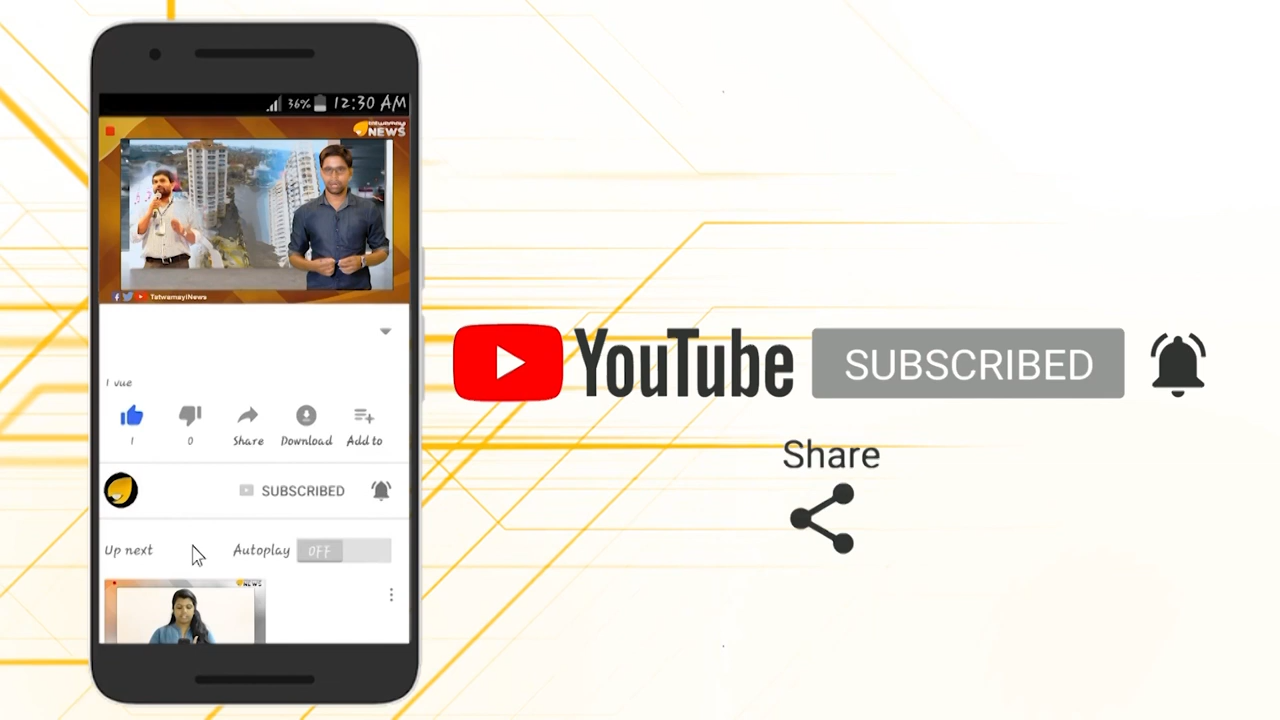 36% 12:30 AM
tatwamayi
NEWS
TatwamayiNews
1 vue
1
0
Share
Download
Add to
SUBSCRIBED
Up next
Autoplay
OFF
NEWS
YouTube
SUBSCRIBED
Share